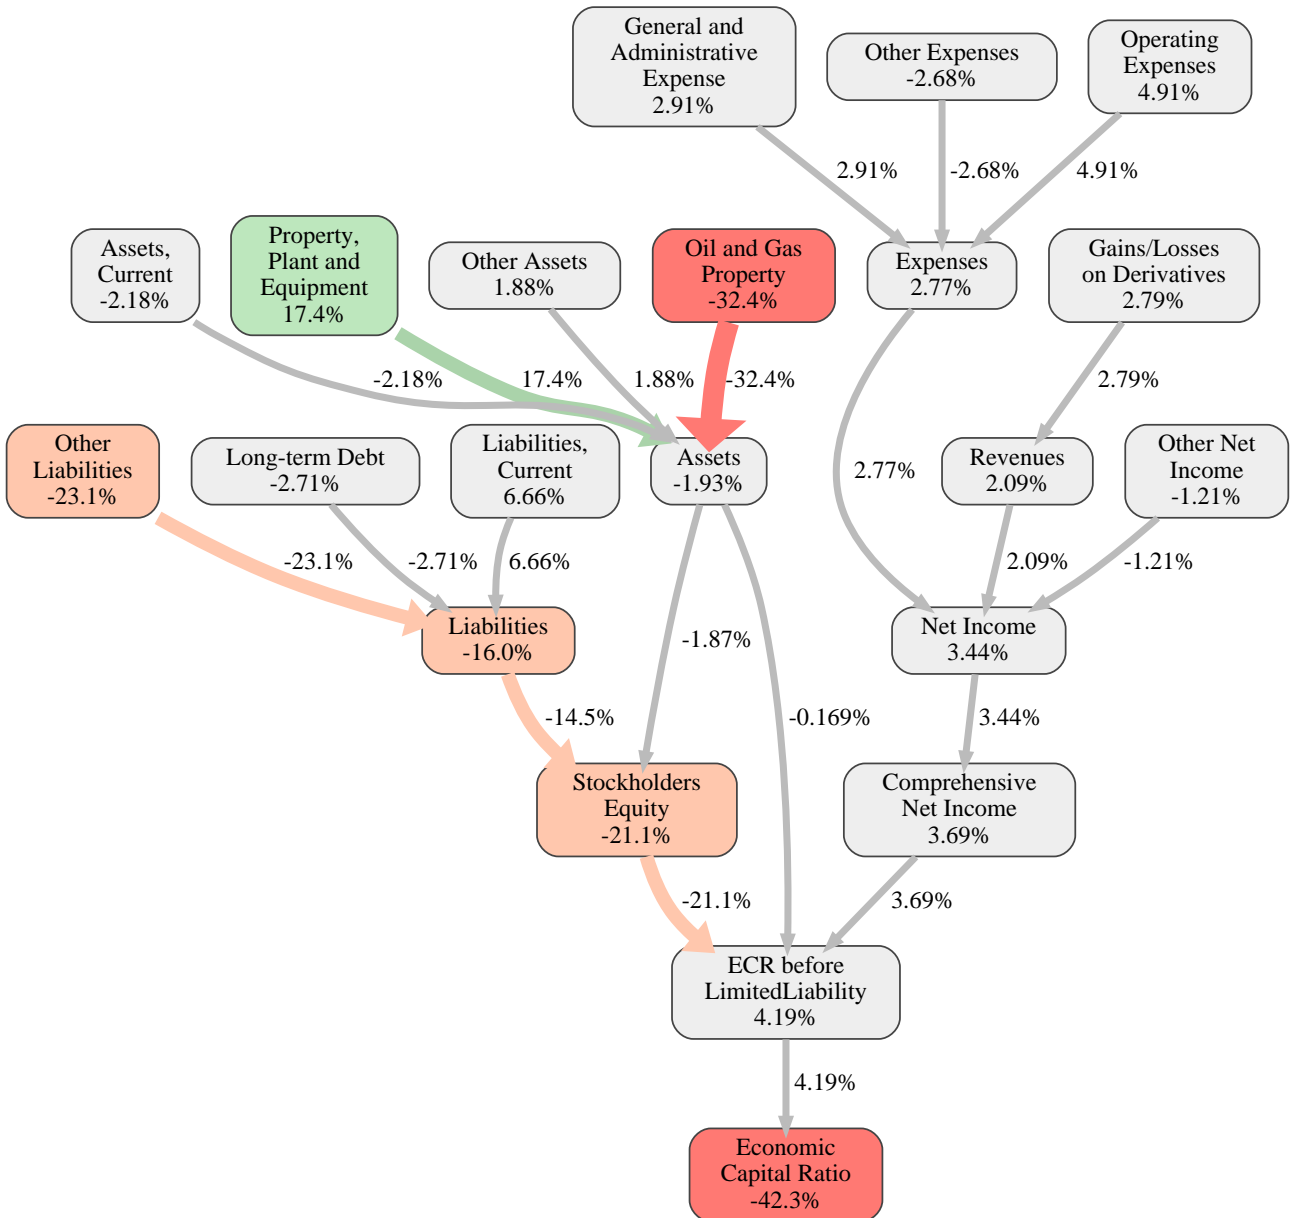 General and
Administrative
Expense
2.91%
Other Expenses
-2.68%
Operating
Expenses
4.91%
2.91%
-2.68%
4.91%
Assets,
Current
-2.18%
Property,
Plant and
Equipment
17.4%
Other Assets
1.88%
Oil and Gas
Property
-32.4%
Expenses
2.77%
Gains/Losses
on Derivatives
2.79%
-2.18%
17.4%
1.88%
-32.4%
2.79%
Other
Liabilities
-23.1%
Long-term Debt
-2.71%
Liabilities,
Current
6.66%
Assets
-1.93%
2.77%
Revenues
2.09%
Other Net
Income
-1.21%
-23.1%
-2.71%
6.66%
2.09%
-1.21%
Liabilities
-16.0%
-1.87%
Net Income
3.44%
-14.5%
-0.169%
3.44%
Stockholders
Equity
-21.1%
Comprehensive
Net Income
3.69%
-21.1%
3.69%
ECR before
LimitedLiability
4.19%
4.19%
Economic
Capital Ratio
-42.3%